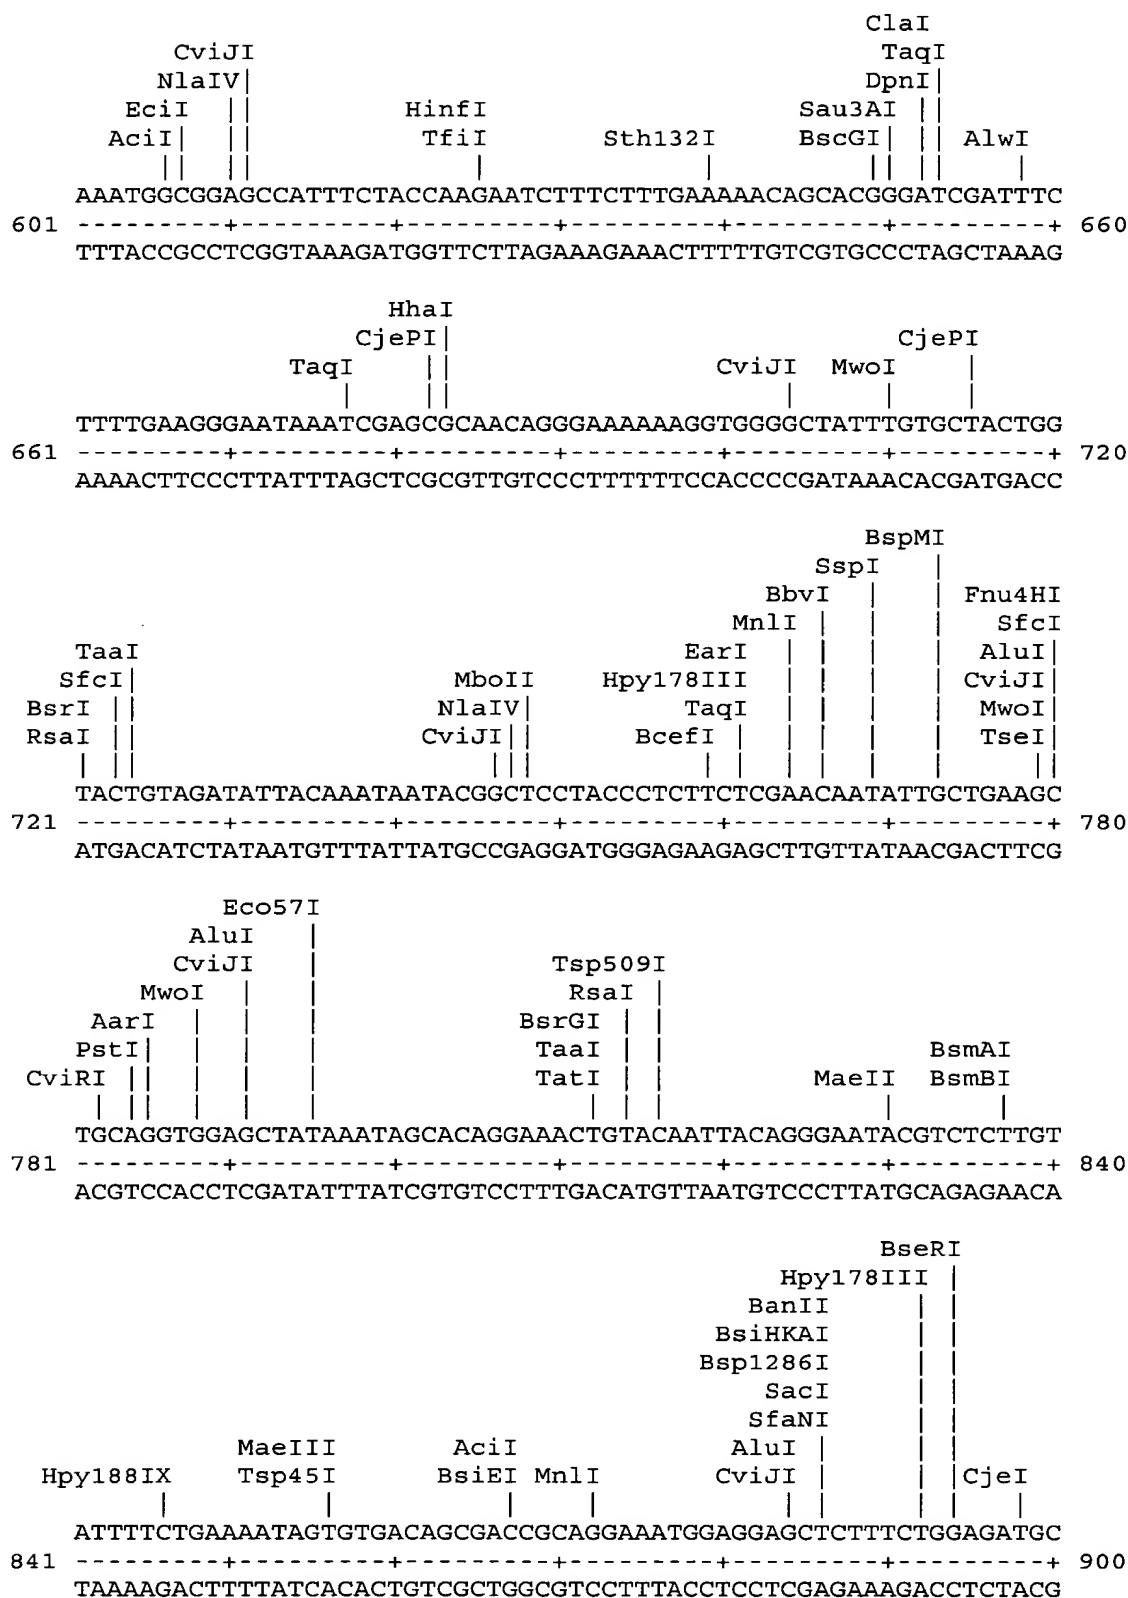 ClaI
CviJI TaqI
NlaIV DpnI
EciI HinfI Sau3AI
AciI TfiI Sth132I BscGI AlwI
AAATGGCGGAGCCATTTCTACCAAGAATCTTTCTTTGAAAAACAGCACGGGATCGATTTC
601 ---------+---------+---------+---------+---------+---------+ 660
TTTACCGCCTCGGTAAAGATGGTTCTTAGAAAGAAACTTTTTGTCGTGCCCTAGCTAAAG
HhaI
CjePI CjePI
TaqI CviJI MwoI
TTTTGAAGGGAATAAATCGAGCGCAACAGGGAAAAAAGGTGGGGCTATTTGTGCTACTGG
661 ---------+---------+---------+---------+---------+---------+ 720
AAAACTTCCCTTATTTAGCTCGCGTTGTCCCTTTTTTCCACCCCGATAAACACGATGACC
BspMI
SspI
BbvI Fnu4HI
MnlI SfcI
TaaI EarI AluI
SfcI MboII Hpy178III CviJI
BsrI NlaIV TaqI MwoI
RsaI CviJI BcefI TseI
TACTGTAGATATTACAAATAATACGGCTCCTACCCTCTTCTCGAACAATATTGCTGAAGC
721 ---------+---------+---------+---------+---------+---------+ 780
ATGACATCTATAATGTTTATTATGCCGAGGATGGGAGAAGAGCTTGTTATAACGACTTCG
Eco57I
AluI
CviJI Tsp509I
MwoI RsaI
AarI BsrGI
PstI TaaI BsmAI
CviRI TatI MaeII BsmBI
TGCAGGTGGAGCTATAAATAGCACAGGAAACTGTACAATTACAGGGAATACGTCTCTTGT
781 ---------+---------+---------+---------+---------+---------+ 840
ACGTCCACCTCGATATTTATCGTGTCCTTTGACATGTTAATGTCCCTTATGCAGAGAACA
BseRI
Hpy178III
BanII
BsiHKAI
Bsp1286I
SacI
SfaNI
MaeIII AciI AluI
Hpy188IX Tsp45I BsiEI MnlI CviJI CjeI
ATTTTCTGAAAATAGTGTGACAGCGACCGCAGGAAATGGAGGAGCTCTTTCTGGAGATGC
841 ---------+---------+---------+---------+---------+---------+ 900
TAAAAGACTTTTATCACACTGTCGCTGGCGTCCTTTACCTCCTCGAGAAAGACCTCTACG